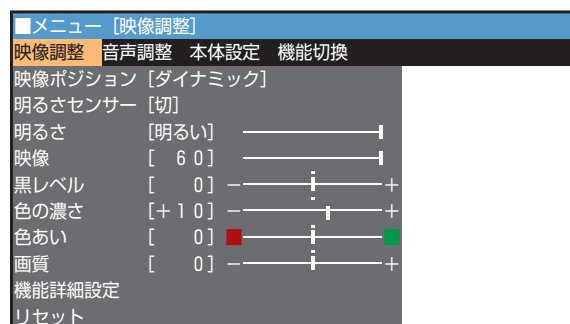 ■メニュー [映像調整]
映像調整 音声調整 本体設定 機能切換
映像ポジション [ダイナミック]
明るさセンサー [切]
明るさ [明るい]
映像 [ 60]
黒レベル [ 0] − +
色の濃さ [+10] − +
色あい [ 0]
画質 [ 0] − +
機能詳細設定
リセット